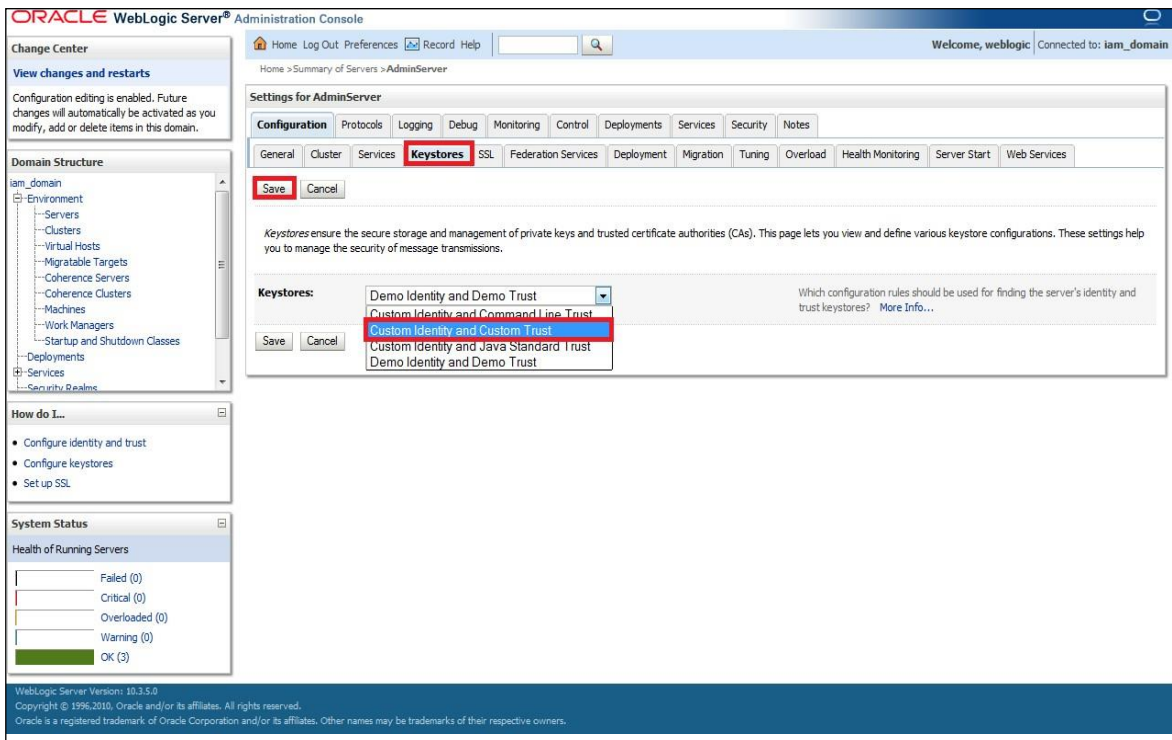 ORACLE WebLogic Server® Administration Console
Change Center
View changes and restarts
Configuration editing is enabled. Future
changes will automatically be activated as you
modify, add or delete items in this domain.
Domain Structure
iam_domain
Environment
Servers
Clusters
Virtual Hosts
Migratable Targets
Coherence Servers
Coherence Clusters
Machines
Work Managers
Startup and Shutdown Classes
Deployments
Services
Security Realms
How do I...
Configure identity and trust
Configure keystores
Set up SSL
System Status
Health of Running Servers
Failed (0)
Critical (0)
Overloaded (0)
Warning (0)
OK (3)
Home Log Out Preferences Record Help
Welcome, weblogic Connected to: iam_domain
Home >Summary of Servers >AdminServer
Settings for AdminServer
Configuration Protocols Logging Debug Monitoring Control Deployments Services Security Notes
General Cluster Services Keystores SSL Federation Services Deployment Migration Tuning Overload Health Monitoring Server Start Web Services
Save Cancel
Keystores ensure the secure storage and management of private keys and trusted certificate authorities (CAs). This page lets you view and define various keystore configurations. These settings help
you to manage the security of message transmissions.
Keystores:
Demo Identity and Demo Trust
Custom Identity and Command Line Trust
Custom Identity and Custom Trust
Custom Identity and Java Standard Trust
Demo Identity and Demo Trust
Which configuration rules should be used for finding the server's identity and
trust keystores? More Info...
Save Cancel
WebLogic Server Version: 10.3.5.0
Copyright © 1996,2010, Oracle and/or its affiliates. All rights reserved.
Oracle is a registered trademark of Oracle Corporation and/or its affiliates. Other names may be trademarks of their respective owners.